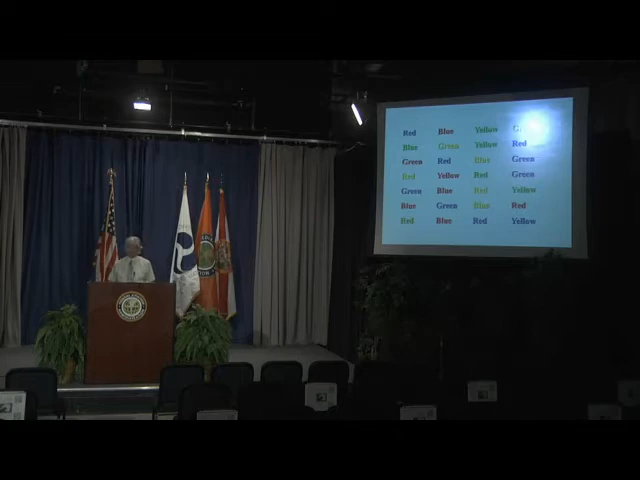 Red Blue Yellow
Blue Green Yellow Red
Green Red Blue Green
Red Yellow Red Green
Green Blue Red Yellow
Blue Green Blue Red
Red Blue Red Yellow